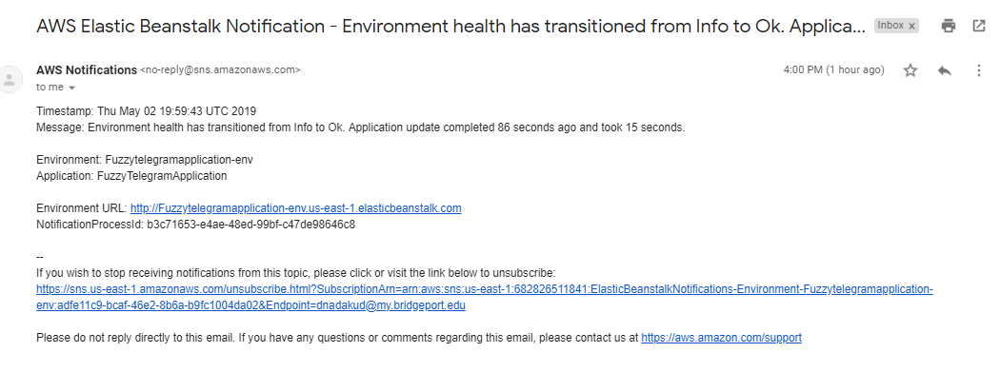 AWS Elastic Beanstalk Notification - Environment health has transitioned from Info to Ok. Applica... Inbox x
AWS Notifications <no-reply@sns.amazonaws.com> 4:00 PM (1 hour ago)
to me
Timestamp: Thu May 02 19:59:43 UTC 2019
Message: Environment health has transitioned from Info to Ok. Application update completed 86 seconds ago and took 15 seconds.
Environment: Fuzzytelegramapplication-env
Application: FuzzyTelegramApplication
Environment URL: http://Fuzzytelegramapplication-env.us-east-1.elasticbeanstalk.com
NotificationProcessId: b3c71653-e4ae-48ed-99bf-c47de98646c8
--
If you wish to stop receiving notifications from this topic, please click or visit the link below to unsubscribe:
https://sns.us-east-1.amazonaws.com/unsubscribe.html?SubscriptionArn=arn:aws:sns:us-east-1:682826511841:ElasticBeanstalkNotifications-Environment-Fuzzytelegramapplication-
env:adfe11c9-bcaf-46e2-8b6a-b9fc1004da02&Endpoint=dnadakud@my.bridgeport.edu
Please do not reply directly to this email. If you have any questions or comments regarding this email, please contact us at https://aws.amazon.com/support